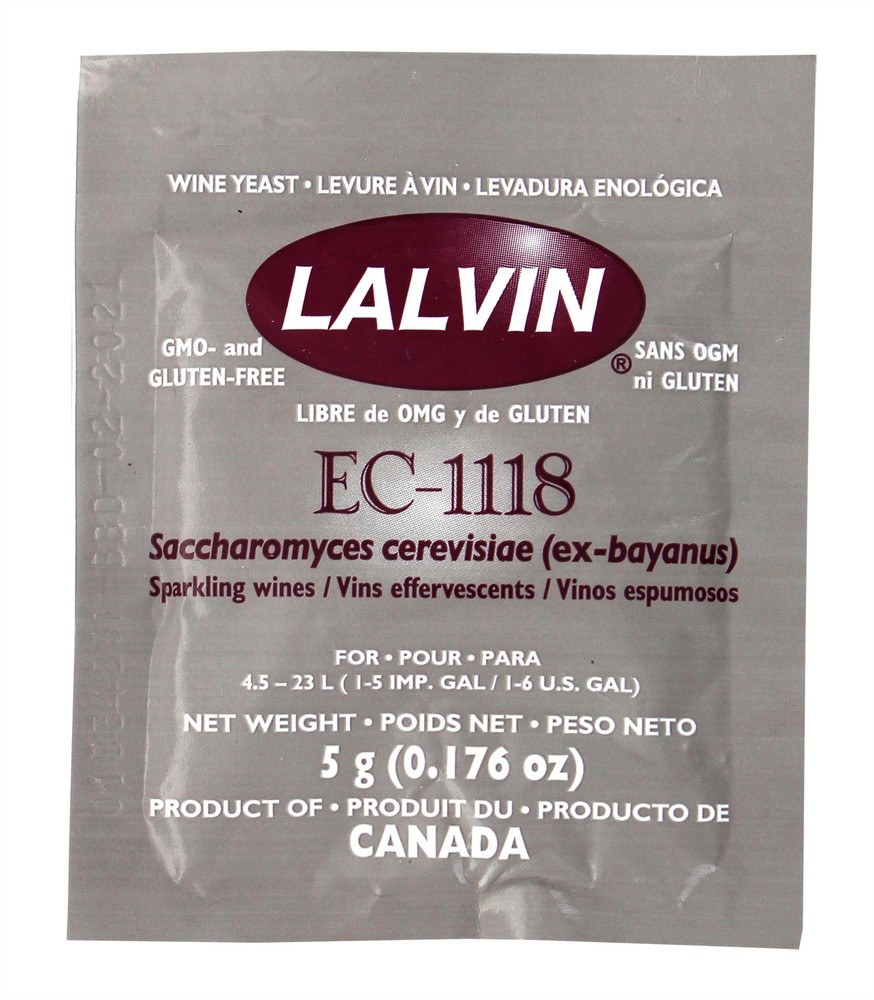 WINE YEAST • LEVURE À VIN • LEVADURA ENOLÓGICA
LALVIN®
GMO- and
GLUTEN-FREE
SANS OGM
ni GLUTEN
LIBRE de OMG y de GLUTEN
EC-1118
Saccharomyces cerevisiae (ex-bayanus)
Sparkling wines / Vins effervescents / Vinos espumosos
FOR • POUR • PARA
4.5 – 23 L ( 1-5 IMP. GAL / 1-6 U.S. GAL)
NET WEIGHT • POIDS NET • PESO NETO
5 g (0.176 oz)
PRODUCT OF • PRODUIT DU • PRODUCTO DE
CANADA
02-2021